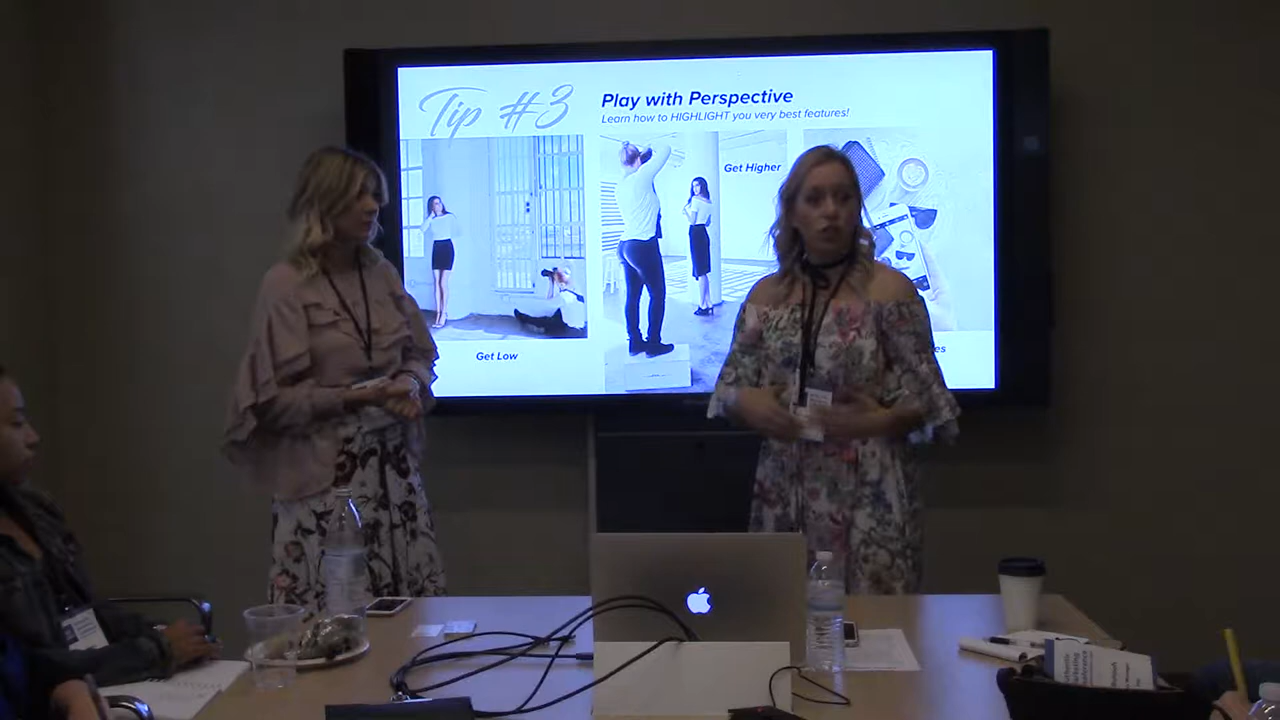 Tip #3
Play with Perspective
Learn how to HIGHLIGHT you very best features!
Get Higher
Get Low